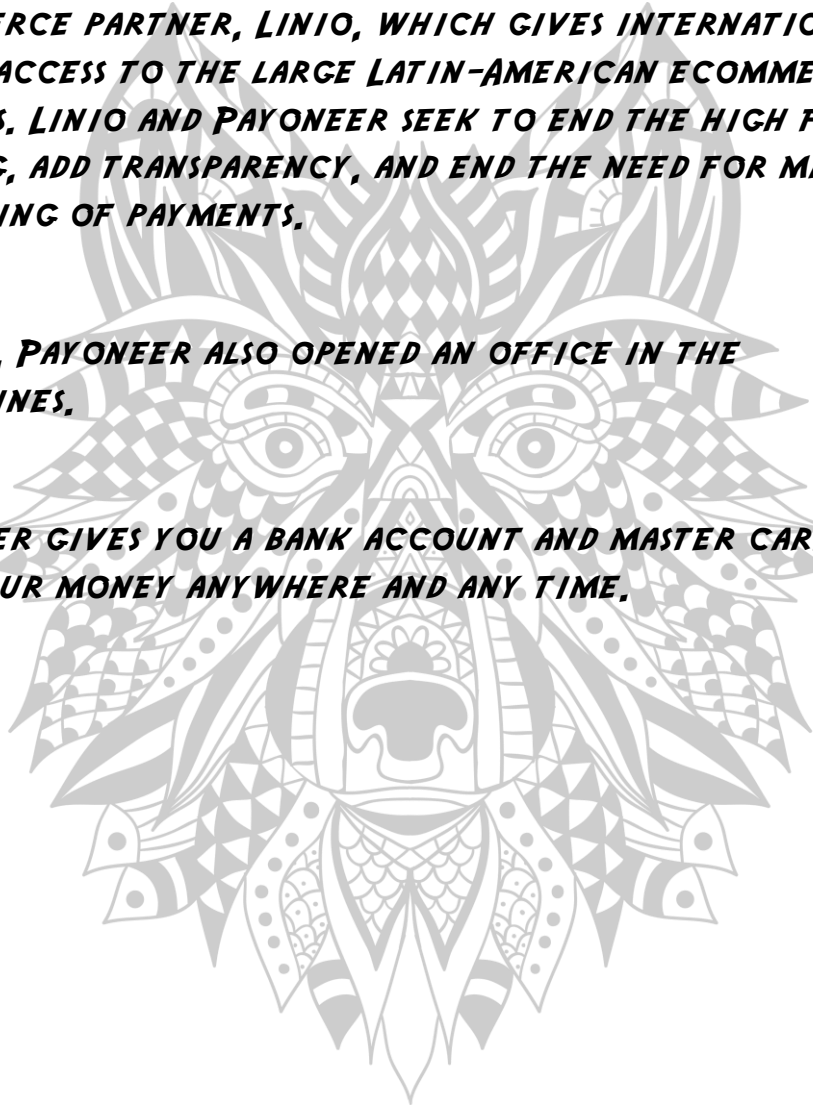 ERCE PARTNER, LINIO, WHICH GIVES INTERNATIO
ACCESS TO THE LARGE LATIN-AMERICAN ECOMME
S. LINIO AND PAYONEER SEEK TO END THE HIGH F
G, ADD TRANSPARENCY, AND END THE NEED FOR MA
ING OF PAYMENTS.
, PAYONEER ALSO OPENED AN OFFICE IN THE
INES.
ER GIVES YOU A BANK ACCOUNT AND MASTER CAR
UR MONEY ANYWHERE AND ANY TIME.